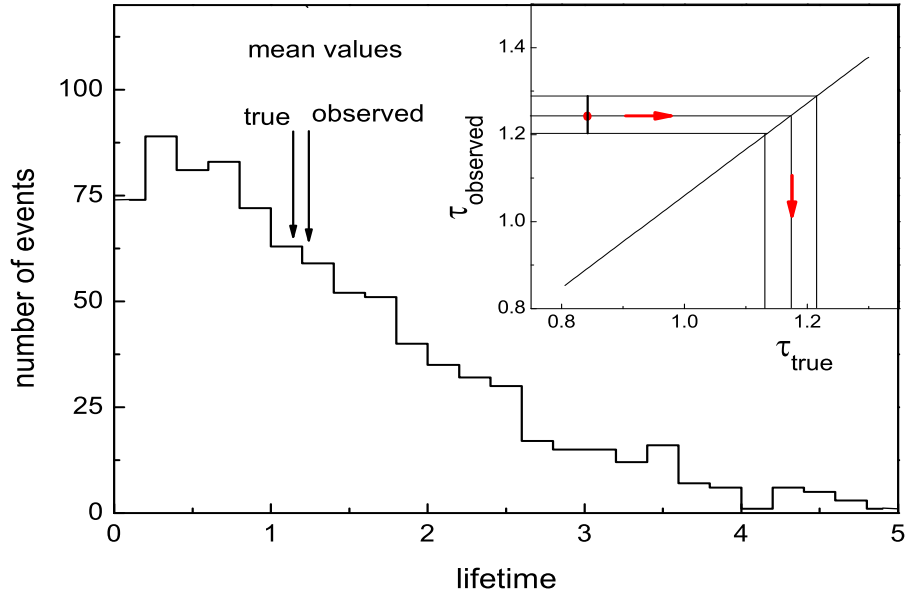 mean values
true
observed
100
75
50
25
0
number of events
0
1
2
3
4
5
lifetime
1.4
1.2
1.0
0.8
τobserved
0.8
1.0
1.2
τtrue